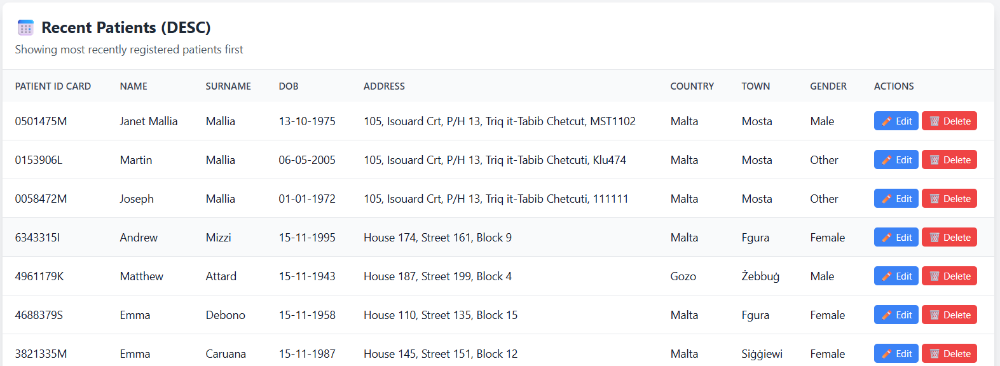 Recent Patients (DESC)
Showing most recently registered patients first
PATIENT ID CARD NAME SURNAME DOB ADDRESS COUNTRY TOWN GENDER ACTIONS
0501475M Janet Mallia Mallia 13-10-1975 105, Isouard Crt, P/H 13, Triq it-Tabib Chetcut, MST1102 Malta Mosta Male Edit Delete
0153906L Martin Mallia 06-05-2005 105, Isouard Crt, P/H 13, Triq it-Tabib Chetcuti, Klu474 Malta Mosta Other Edit Delete
0058472M Joseph Mallia 01-01-1972 105, Isouard Crt, P/H 13, Triq it-Tabib Chetcuti, 111111 Malta Mosta Other Edit Delete
6343315I Andrew Mizzi 15-11-1995 House 174, Street 161, Block 9 Malta Fgura Female Edit Delete
4961179K Matthew Attard 15-11-1943 House 187, Street 199, Block 4 Gozo Żebbuġ Male Edit Delete
4688379S Emma Debono 15-11-1958 House 110, Street 135, Block 15 Malta Fgura Female Edit Delete
3821335M Emma Caruana 15-11-1987 House 145, Street 151, Block 12 Malta Siġġiewi Female Edit Delete